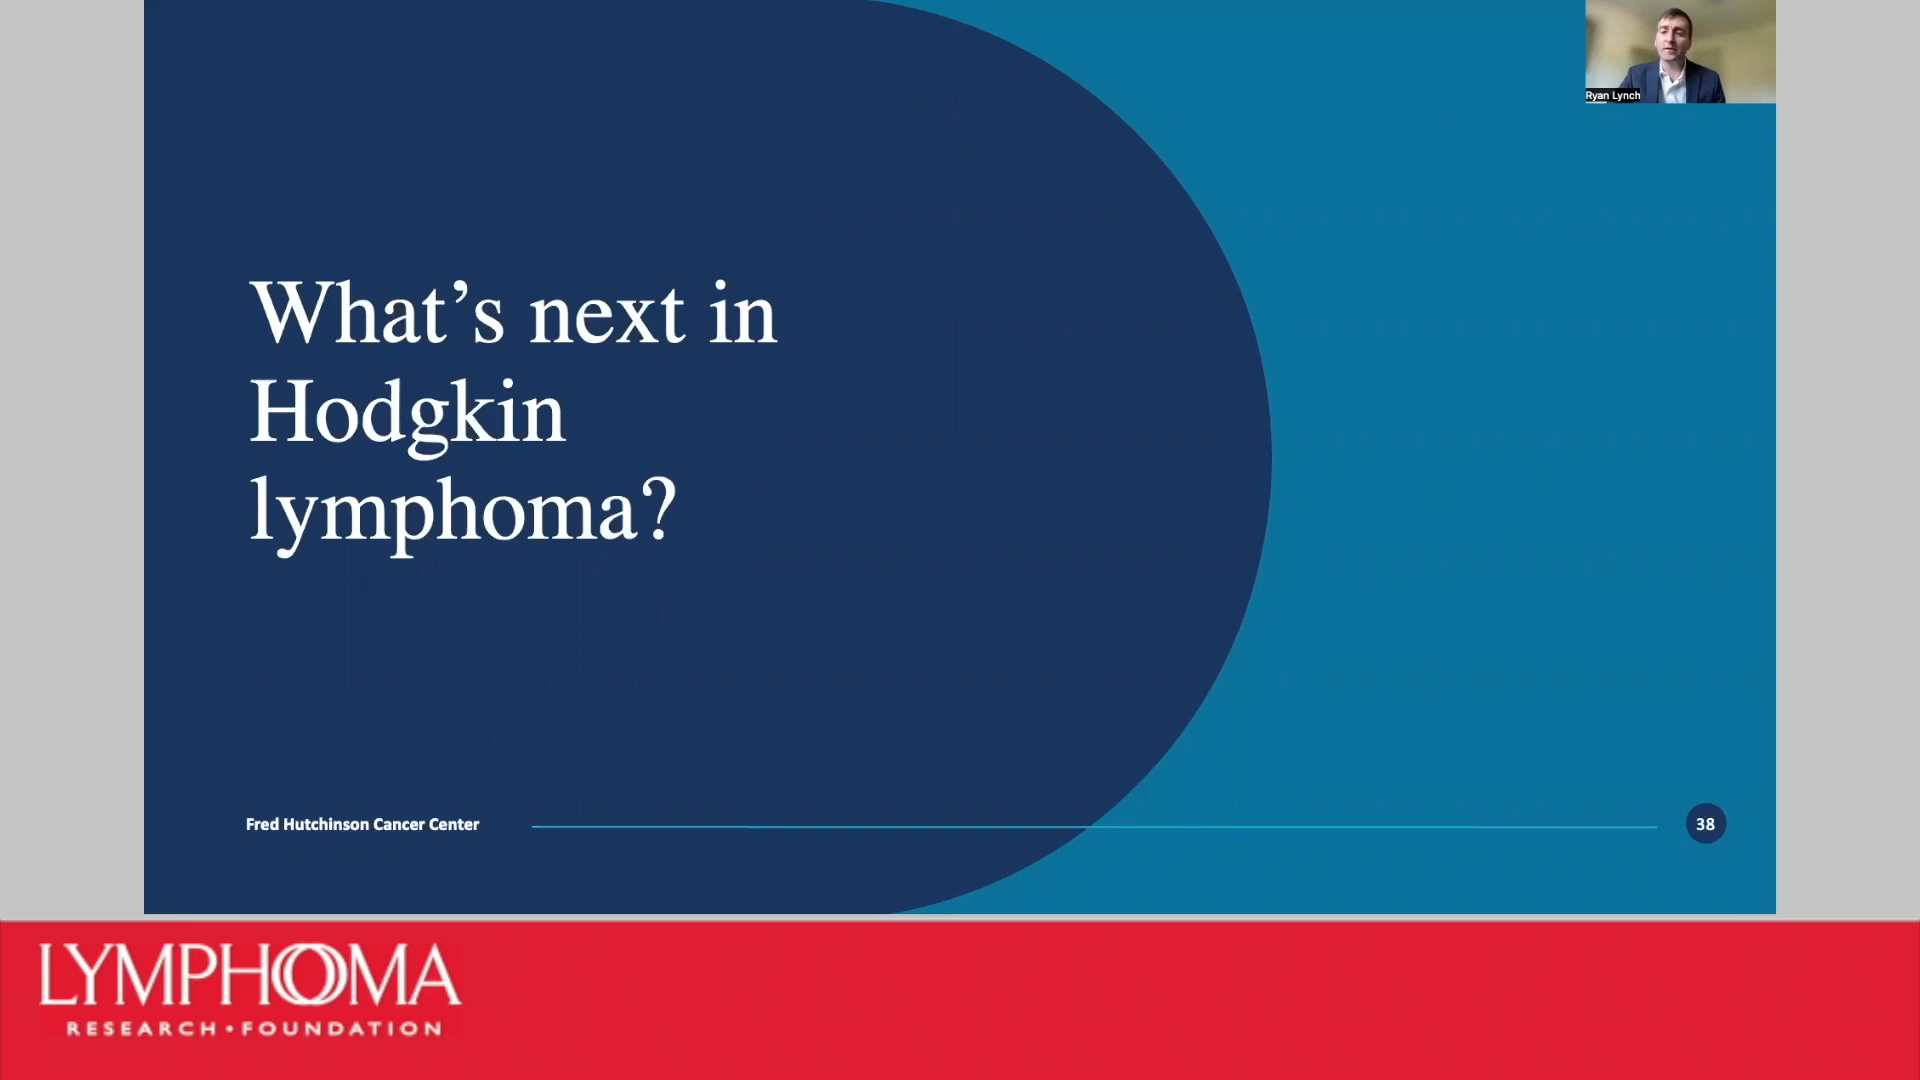 Ryan Lynch
What's next in
Hodgkin
lymphoma?
Fred Hutchinson Cancer Center
38
LYMPHOMA
RESEARCH • FOUNDATION